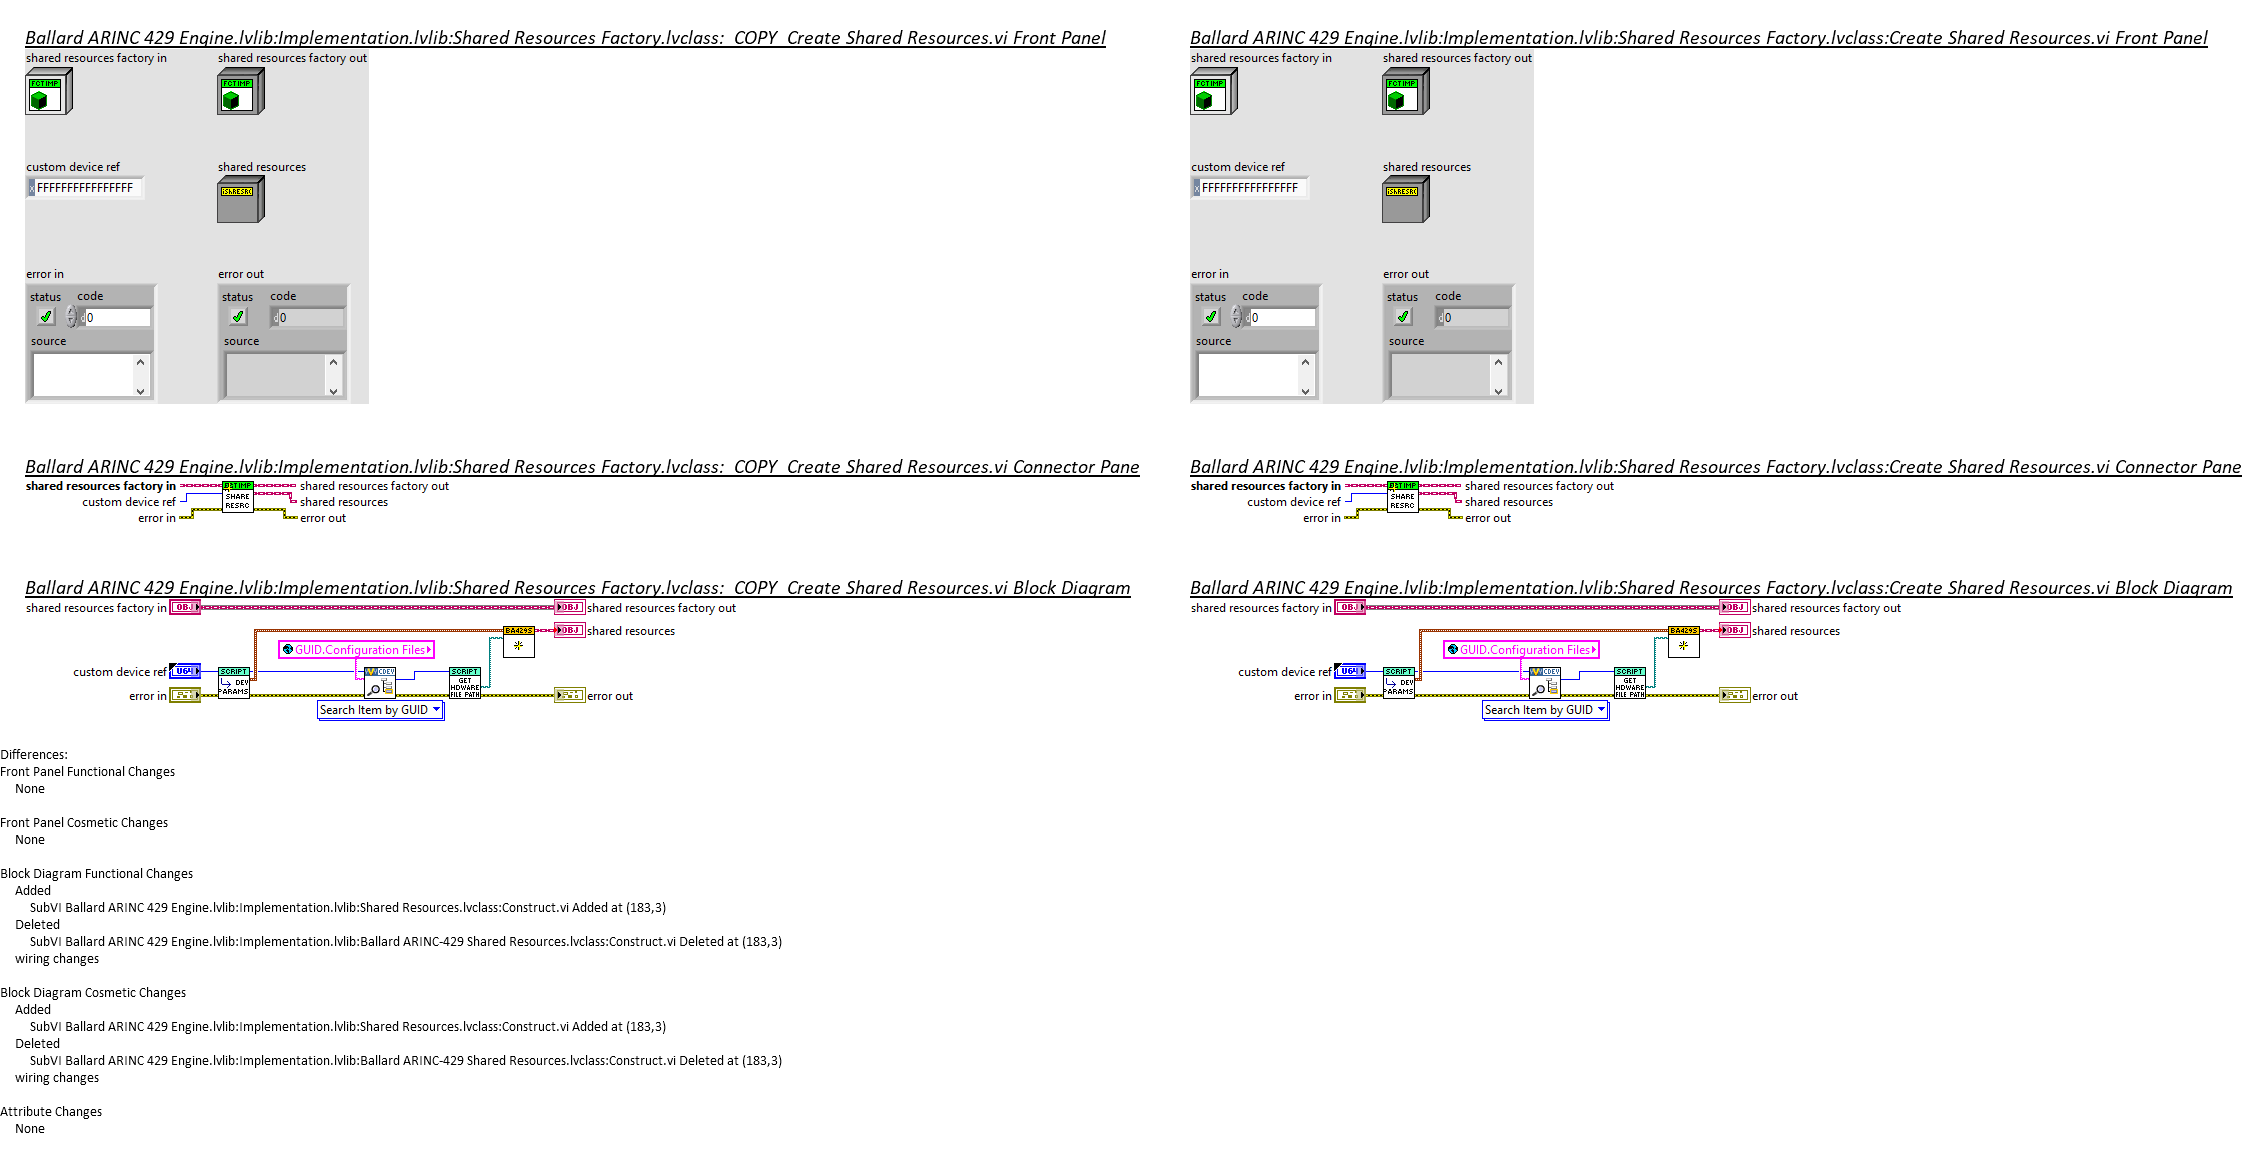 Ballard ARINC 429 Engine.lvlib:Implementation.lvlib:Shared Resources Factory.lvclass:_COPY_Create Shared Resources.vi Front Panel
shared resources factory in
shared resources factory out
FCTIMP
FCTIMP
custom device ref
shared resources
x FFFFFFFFFFFFFFFF
iShRESRC
error in
error out
status code
status code
d 0
d 0
source
source
Ballard ARINC 429 Engine.lvlib:Implementation.lvlib:Shared Resources Factory.lvclass:_COPY_Create Shared Resources.vi Connector Pane
shared resources factory in
shared resources factory out
custom device ref
SHARE
RESRC
shared resources
error in
error out
Ballard ARINC 429 Engine.lvlib:Implementation.lvlib:Shared Resources Factory.lvclass:_COPY_Create Shared Resources.vi Block Diagram
shared resources factory in
OBJ
OBJ
shared resources factory out
BA429S
OBJ
shared resources
GUID.Configuration Files
custom device ref
U64
SCRIPT
DEV
PARAMS
CDEV
SCRIPT
GET
HDWARE
FILE PATH
error in
error out
Search Item by GUID
Differences:
Front Panel Functional Changes
None
Front Panel Cosmetic Changes
None
Block Diagram Functional Changes
Added
SubVI Ballard ARINC 429 Engine.lvlib:Implementation.lvlib:Shared Resources.lvclass:Construct.vi Added at (183,3)
Deleted
SubVI Ballard ARINC 429 Engine.lvlib:Implementation.lvlib:Ballard ARINC-429 Shared Resources.lvclass:Construct.vi Deleted at (183,3)
wiring changes
Block Diagram Cosmetic Changes
Added
SubVI Ballard ARINC 429 Engine.lvlib:Implementation.lvlib:Shared Resources.lvclass:Construct.vi Added at (183,3)
Deleted
SubVI Ballard ARINC 429 Engine.lvlib:Implementation.lvlib:Ballard ARINC-429 Shared Resources.lvclass:Construct.vi Deleted at (183,3)
wiring changes
Attribute Changes
None
Ballard ARINC 429 Engine.lvlib:Implementation.lvlib:Shared Resources Factory.lvclass:Create Shared Resources.vi Front Panel
shared resources factory in
shared resources factory out
FCTIMP
FCTIMP
custom device ref
shared resources
x FFFFFFFFFFFFFFFF
iShRESRC
error in
error out
status code
status code
d 0
d 0
source
source
Ballard ARINC 429 Engine.lvlib:Implementation.lvlib:Shared Resources Factory.lvclass:Create Shared Resources.vi Connector Pane
shared resources factory in
shared resources factory out
custom device ref
SHARE
RESRC
shared resources
error in
error out
Ballard ARINC 429 Engine.lvlib:Implementation.lvlib:Shared Resources Factory.lvclass:Create Shared Resources.vi Block Diagram
shared resources factory in
OBJ
OBJ
shared resources factory out
BA429S
OBJ
shared resources
GUID.Configuration Files
custom device ref
U64
SCRIPT
DEV
PARAMS
CDEV
SCRIPT
GET
HDWARE
FILE PATH
error in
error out
Search Item by GUID